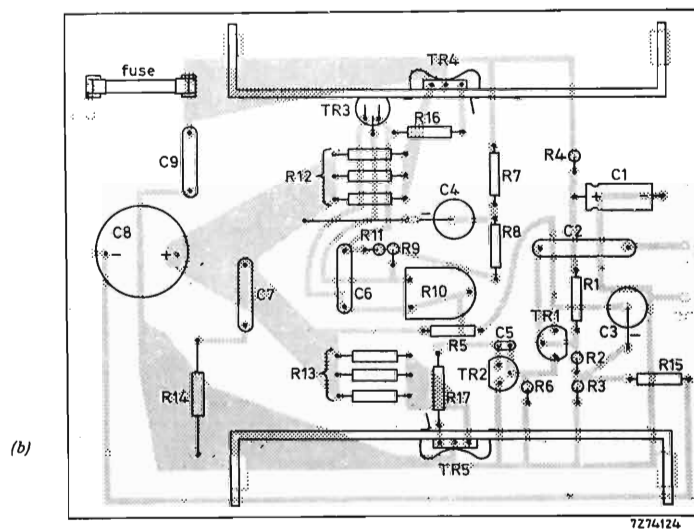 fuse
TR4
TR3
R16
C9
R12
R7
R4
C1
C4
–
C8
–
+
R11
R9
R8
C2
+
C7
C6
R10
R1
TR1
C3
–
R5
C5
R13
TR2
R2
R14
R17
R6
R3
R15
(b)
TR5
7Z74124